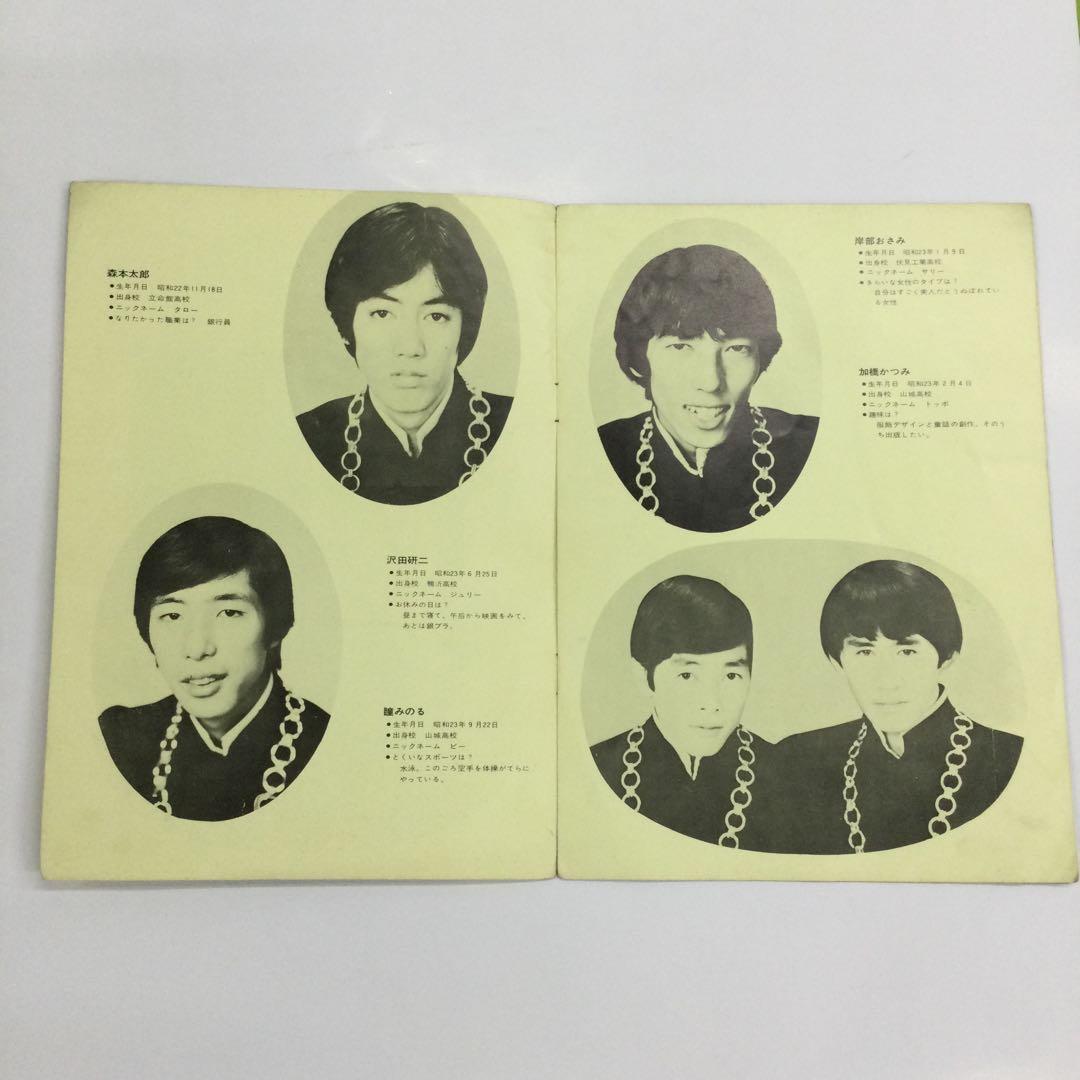 森本太郎
●生年月日　昭和22年11月18日
●出身校　立命館高校
●ニックネーム　タロー
●なりたかった職業は？　銀行員
沢田研二
●生年月日　昭和23年6月25日
●出身校　鴨沂高校
●ニックネーム　ジュリー
●お休みの日は？
昼まで寝て、午后から映画をみて、
あとは銀ブラ。
瞳みのる
●生年月日　昭和23年9月22日
●出身校　山城高校
●ニックネーム　ピー
●とくいなスポーツは？
水泳。このごろ空手を体操がてらに
やっている。
岸部おさみ
●生年月日　昭和23年1月9日
●出身校　伏見工業高校
●ニックネーム　サリー
●きらいな女性のタイプは？
自分はすごく美人だとうぬぼれてい
る女性
加橋かつみ
●生年月日　昭和23年2月4日
●出身校　山城高校
●ニックネーム　トッポ
●趣味は？
服飾デザインと童話の創作。そのう
ち出版したい。